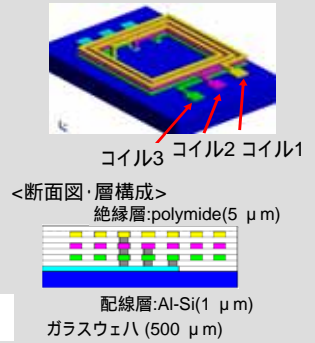 コイル3 コイル2 コイル1
<断面図･層構成>
絶縁層:polymide(5 μm)
配線層:Al-Si(1 μm)
ガラスウェハ (500 μm)